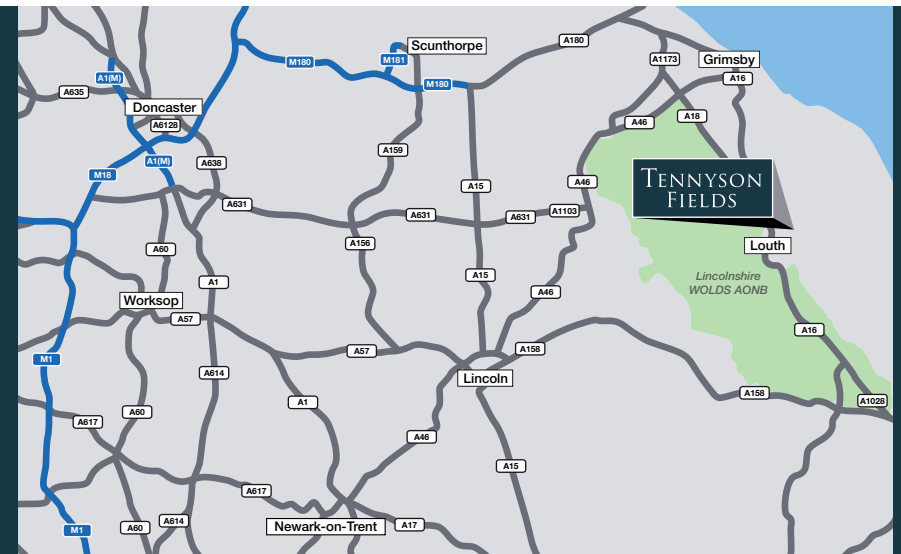 A180
Scunthorpe
A1173
Grimsby
M180
M181
A1(M)
A16
M180
A635
Doncaster
A18
A6128
A46
A159
A1(M)
A638
M18
TENNYSON
FIELDS
A46
A15
A631
A631
A631
A1103
A156
A60
Louth
A15
Lincolnshire
WOLDS AONB
A1
A46
Worksop
A57
A16
A57
A158
M1
A614
Lincoln
A158
A1
A1028
A60
A617
A46
A15
A617
A614
Newark-on-Trent
A17
A60
M1